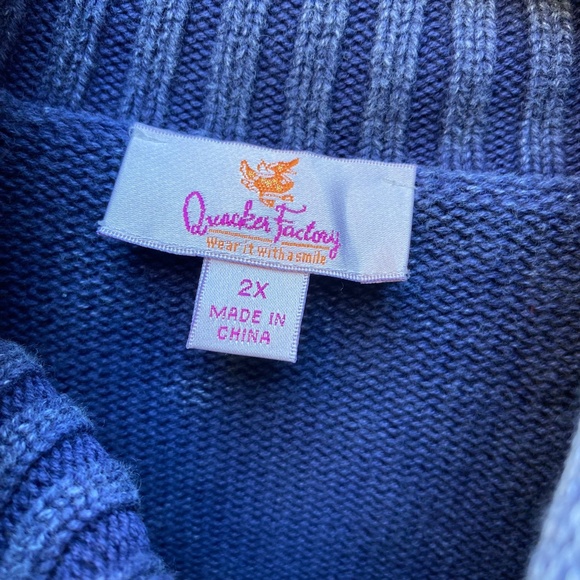 Quacker Factory
Wear it with a smile
2X
MADE IN
CHINA